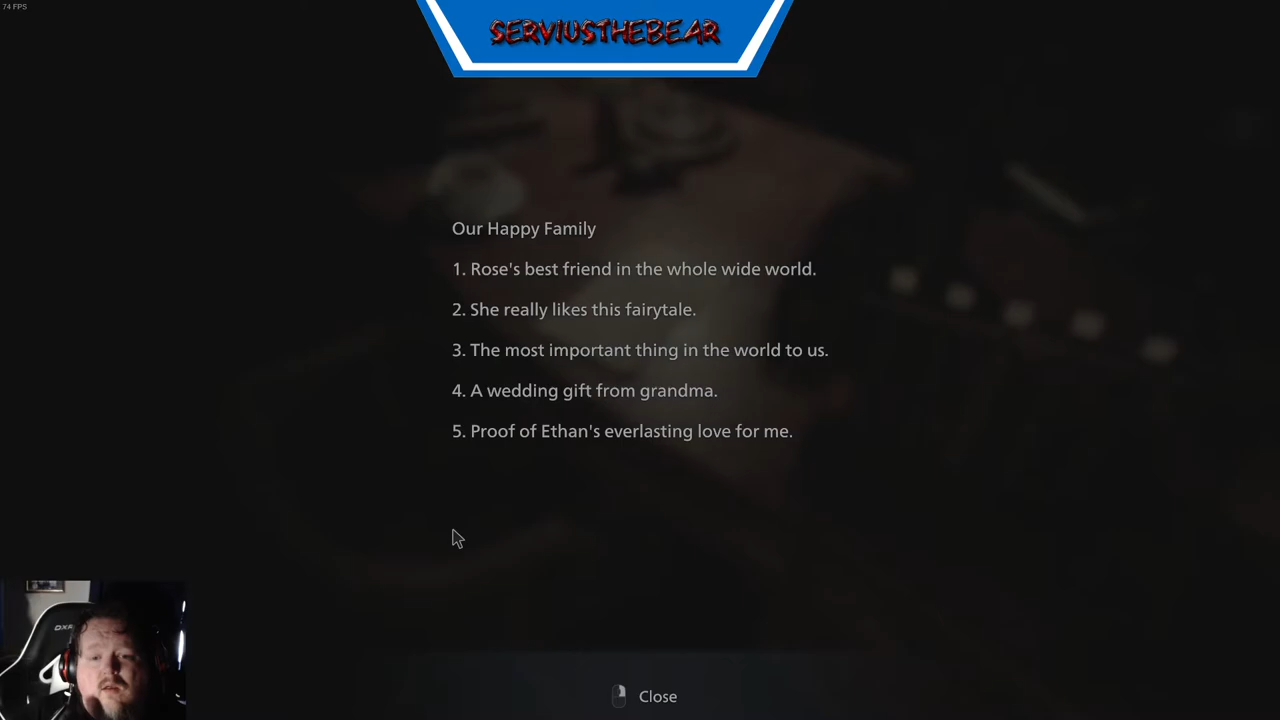 74 FPS
SERVIUSTHEBEAR
Our Happy Family
1. Rose's best friend in the whole wide world.
2. She really likes this fairytale.
3. The most important thing in the world to us.
4. A wedding gift from grandma.
5. Proof of Ethan's everlasting love for me.
Close